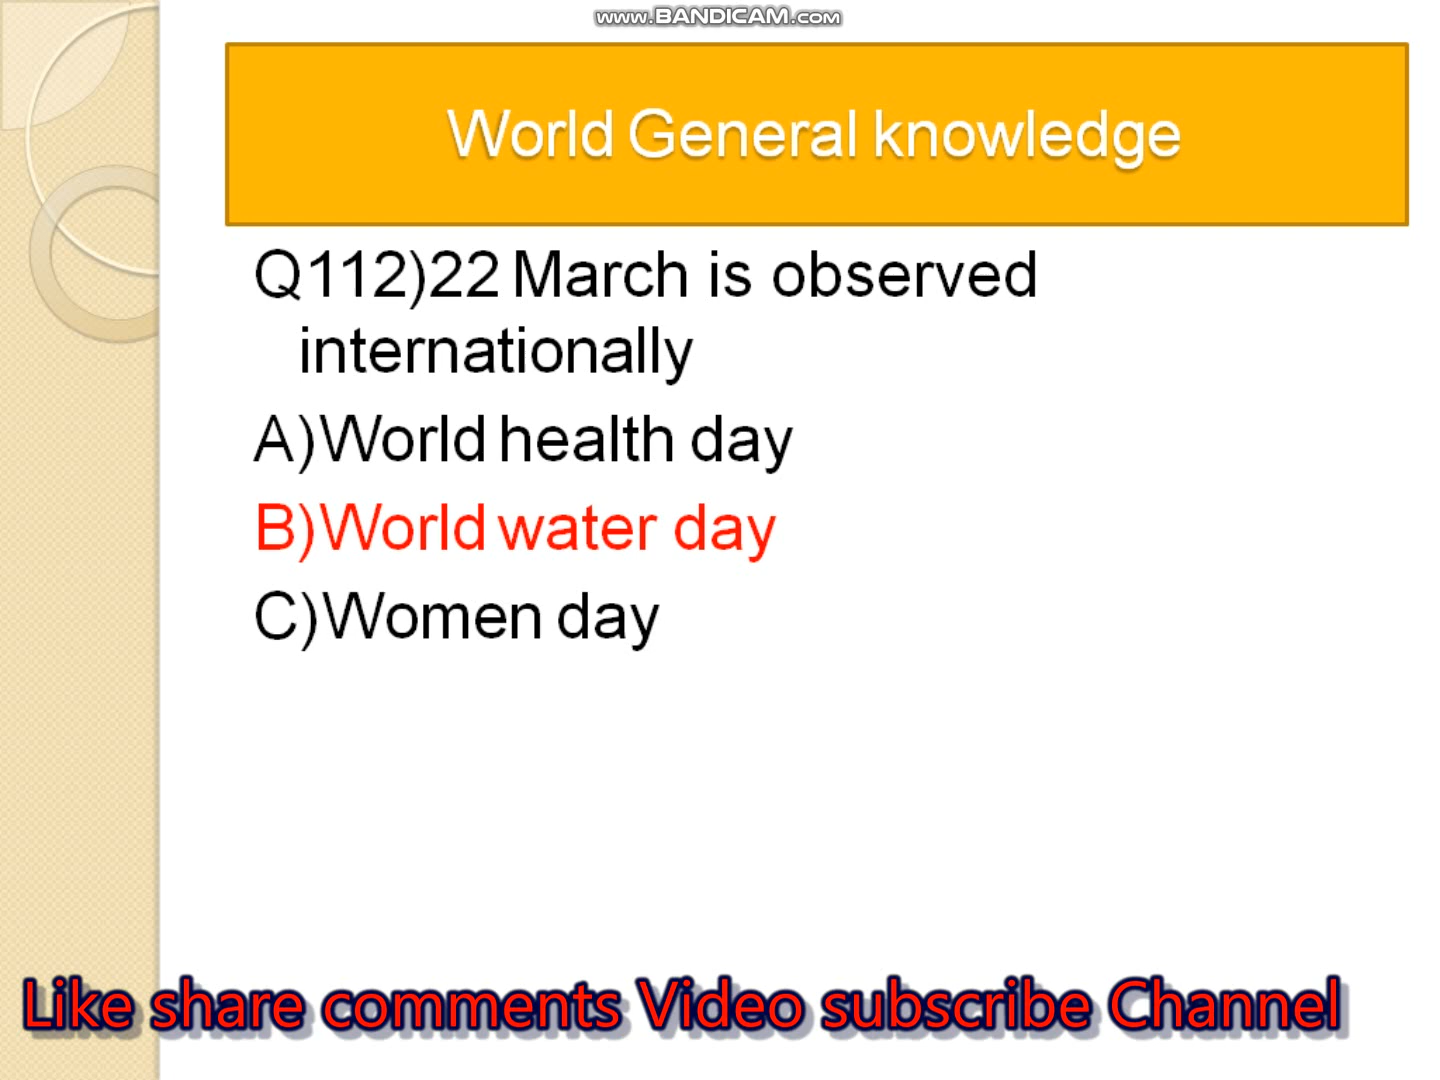 www.BANDICAM.com
World General knowledge
Q112)22 March is observed
internationally
A)World health day
B)World water day
C)Women day
Like share comments Video subscribe Channel